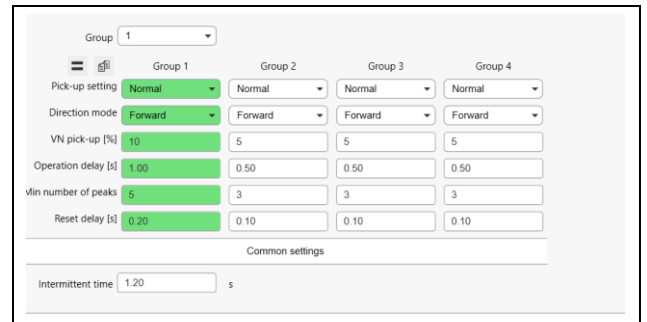 Group 1
Group 1 Group 2 Group 3 Group 4
Pick-up setting Normal Normal Normal Normal
Direction mode Forward Forward Forward Forward
VN pick-up [%] 10 5 5 5
Operation delay [s] 1.00 0.50 0.50 0.50
Min number of peaks 5 3 3 3
Reset delay [s] 0.20 0.10 0.10 0.10
Common settings
Intermittent time 1.20 s